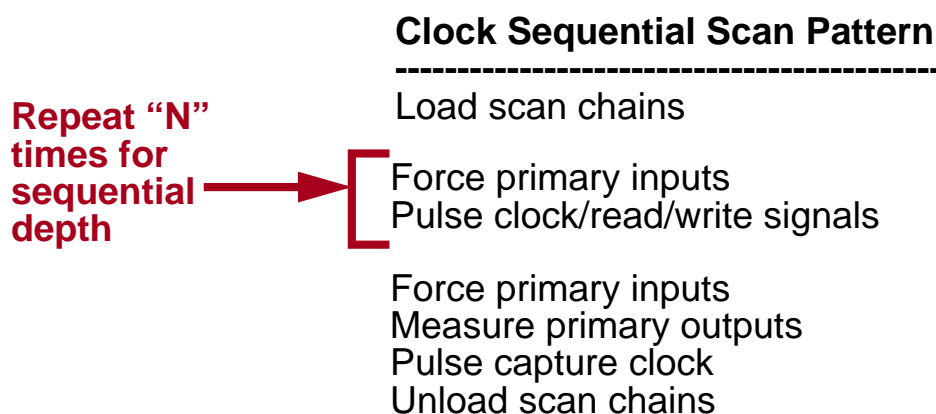 Clock Sequential Scan Pattern
--------------------------------------------
Load scan chains
Repeat “N”
times for
sequential
depth
Force primary inputs
Pulse clock/read/write signals
Force primary inputs
Measure primary outputs
Pulse capture clock
Unload scan chains